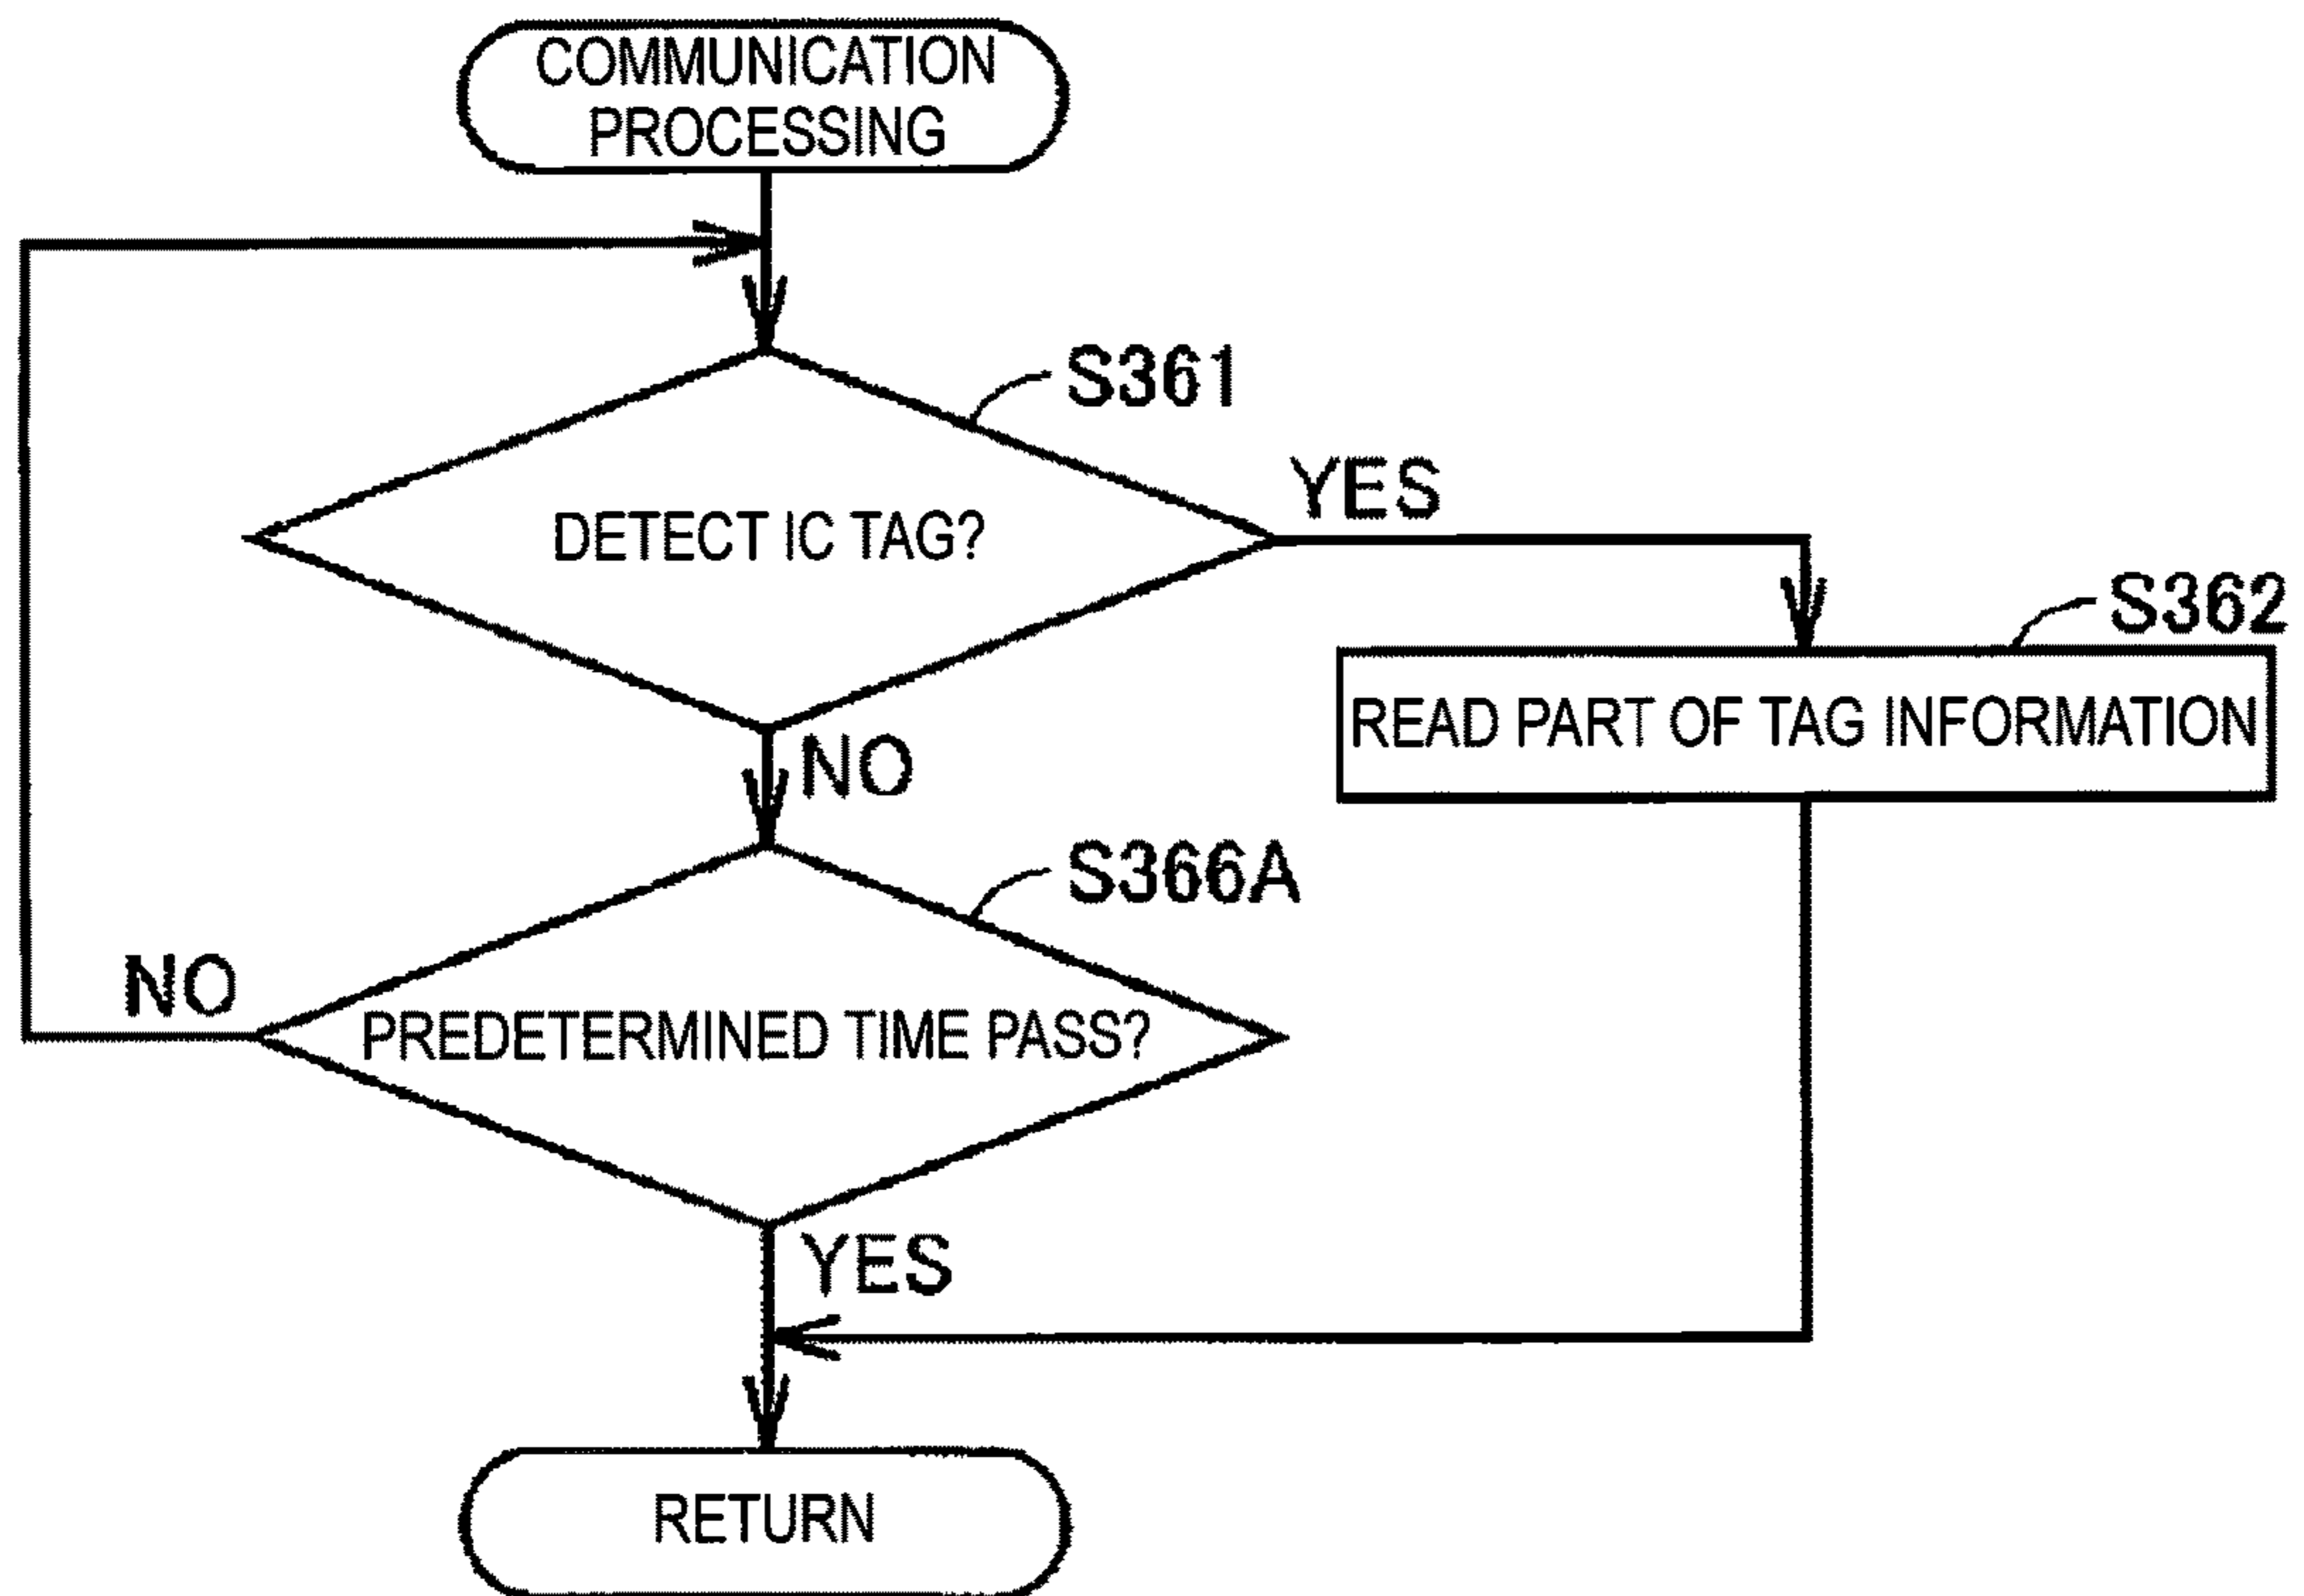 COMMUNICATION
PROCESSING
S361
DETECT IC TAG?
YES
S362
READ PART OF TAG INFORMATION
NO
S366A
NO
PREDETERMINED TIME PASS?
YES
RETURN